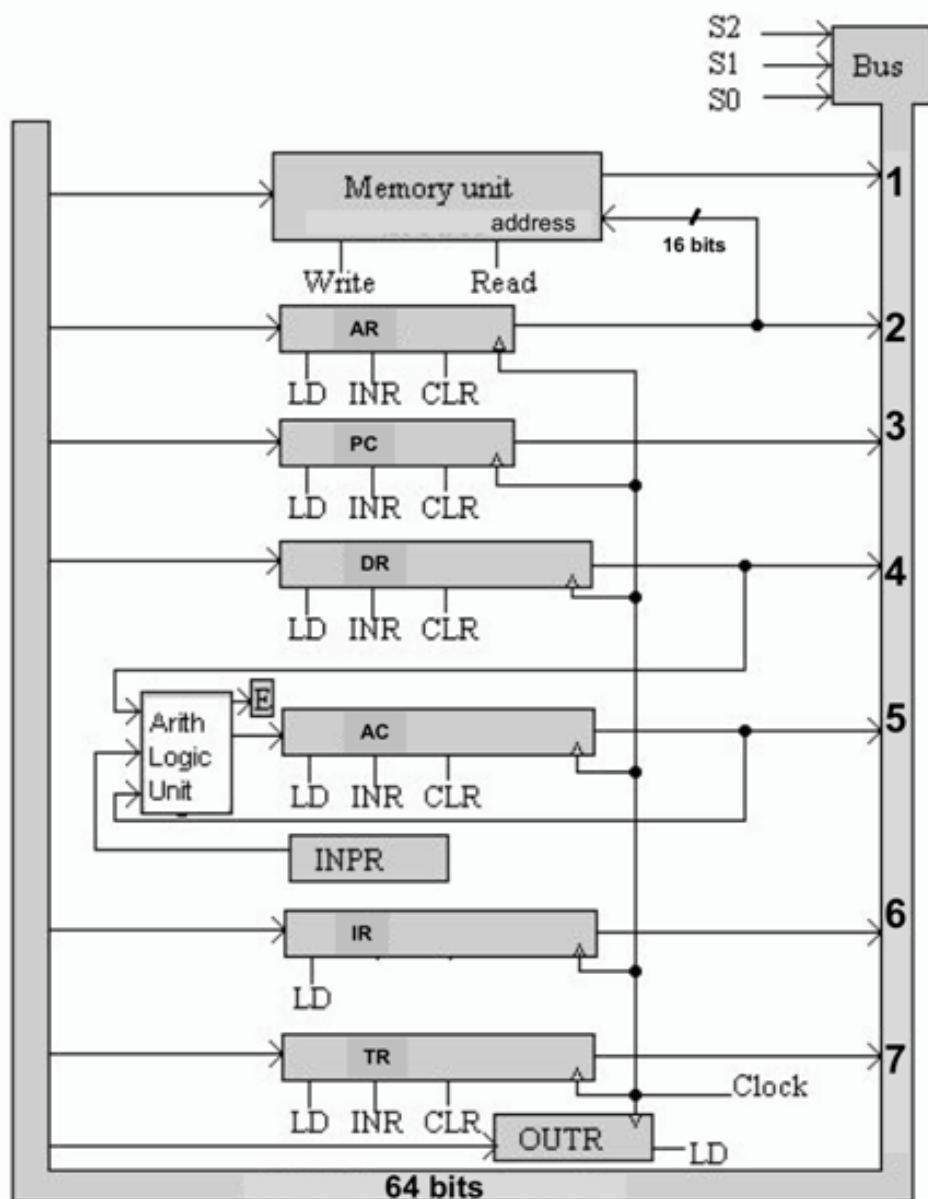 S2
S1
S0
Bus
Memory unit
address
1
16 bits
Write Read
AR
2
LD INR CLR
PC
3
LD INR CLR
DR
4
LD INR CLR
E
Arith
Logic
Unit
AC
5
LD INR CLR
INPR
IR
6
LD
TR
7
Clock
LD INR CLR
OUTR
LD
64 bits